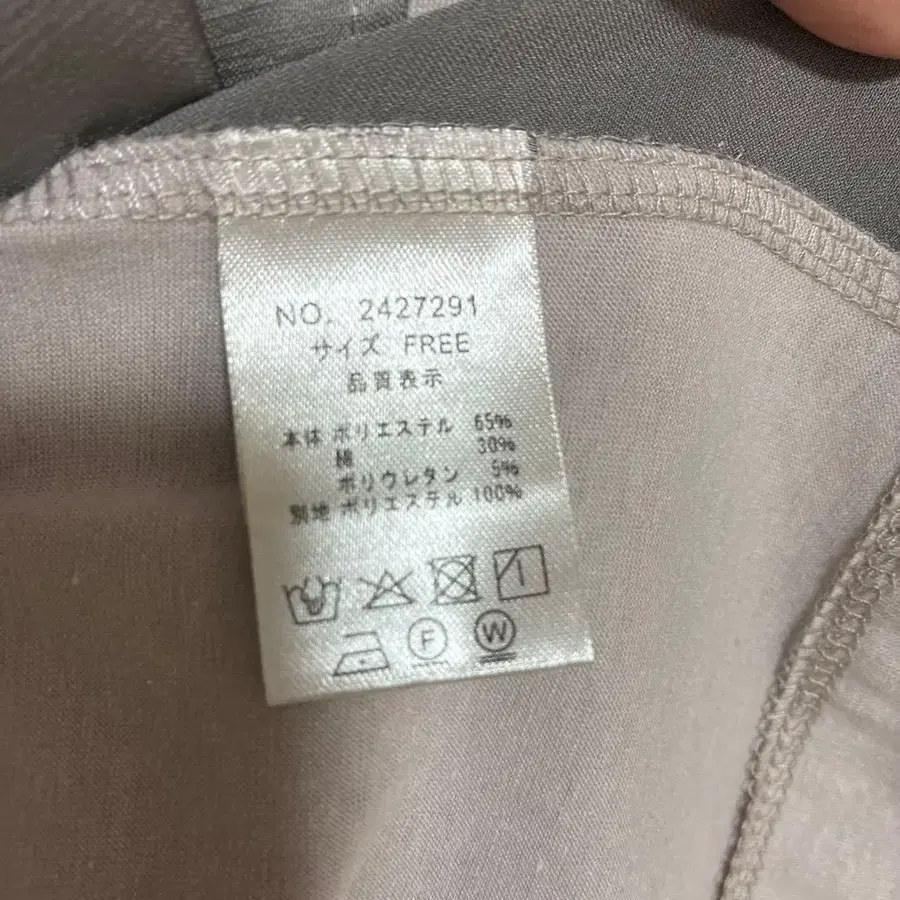 NO. 2427291
サイズ FREE
品質表示
本体 ポリエステル 65%
綿 30%
ポリウレタン 5%
別地 ポリエステル 100%
F W